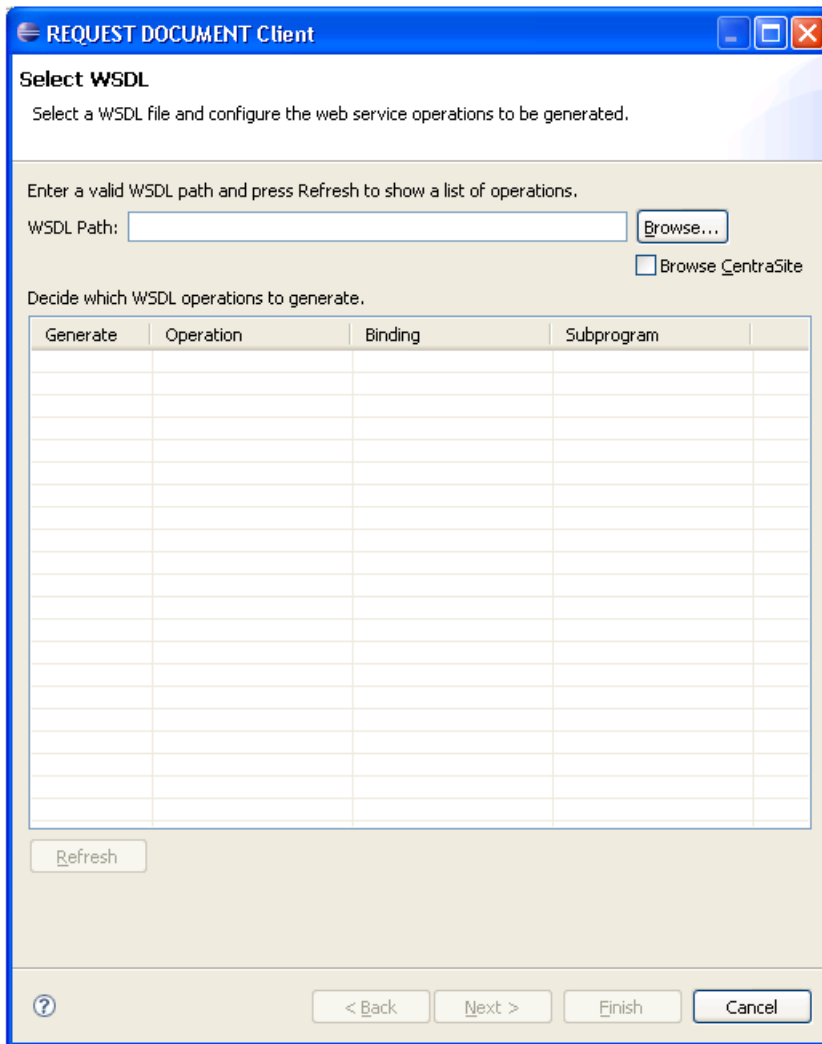 REQUEST DOCUMENT Client
Select WSDL
Select a WSDL file and configure the web service operations to be generated.
Enter a valid WSDL path and press Refresh to show a list of operations.
WSDL Path: Browse...
Browse CentraSite
Decide which WSDL operations to generate.
Generate Operation Binding Subprogram
Refresh
? < Back Next > Finish Cancel